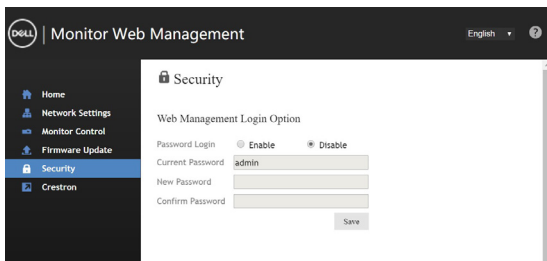 DELL | Monitor Web Management
English
?
Home
Network Settings
Monitor Control
Firmware Update
Security
Crestron
Security
Web Management Login Option
Password Login Enable Disable
Current Password admin
New Password
Confirm Password
Save